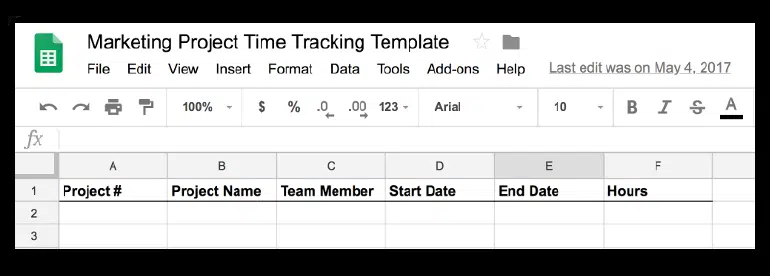 Marketing Project Time Tracking Template
File Edit View Insert Format Data Tools Add-ons Help Last edit was on May 4, 2017
100% $ % .0 .00 123 Arial 10 B I S A
fx
A B C D E F
1 Project # Project Name Team Member Start Date End Date Hours
2
3